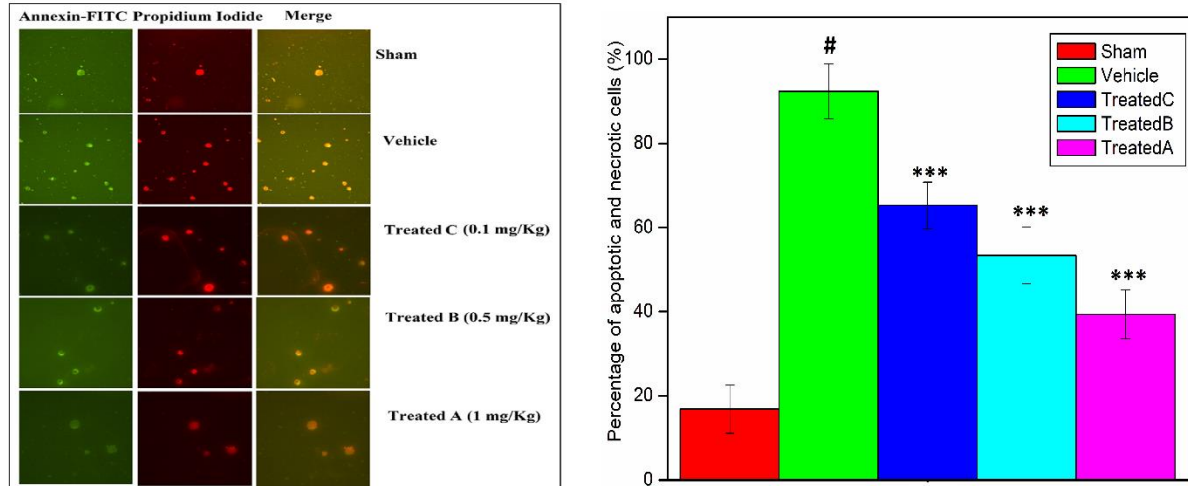 Annexin-FITC Propidium Iodide Merge
Sham
Vehicle
Treated C (0.1 mg/Kg)
Treated B (0.5 mg/Kg)
Treated A (1 mg/Kg)
Percentage of apoptotic and necrotic cells (%)
100
80
60
40
20
0
#
***
***
***
Sham
Vehicle
TreatedC
TreatedB
TreatedA